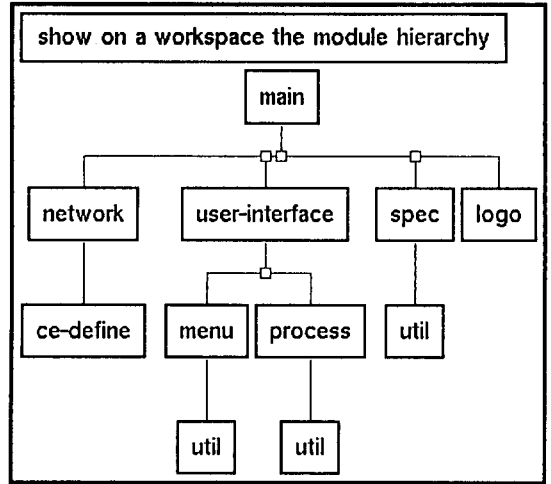 show on a workspace the module hierarchy
main
network
user-interface
spec
logo
ce-define
menu
process
util
util
util